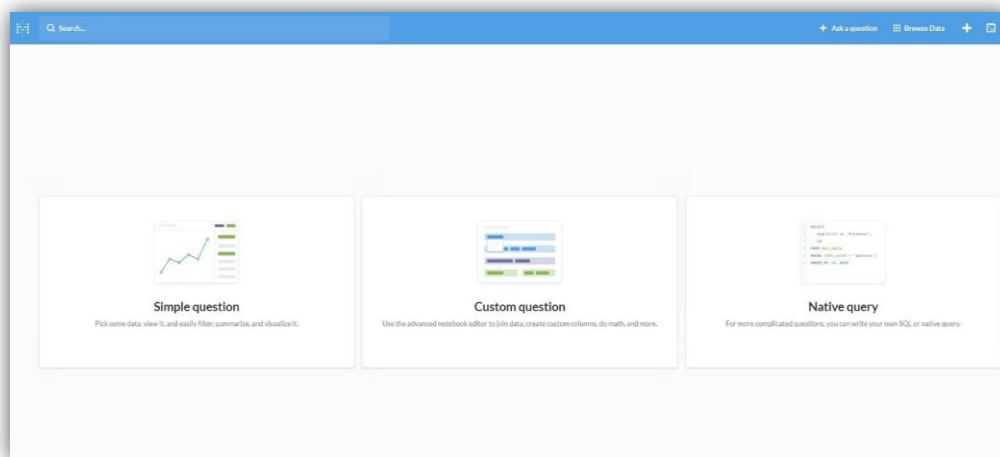 Search...
Ask a question
Browse Data
Simple question
Pick some data, view it, and easily filter, summarize, and visualize it.
Custom question
Use the advanced notebook editor to join data, create custom columns, do math, and more.
SELECT
Native query
For more complicated questions, you can write your own SQL or native query.